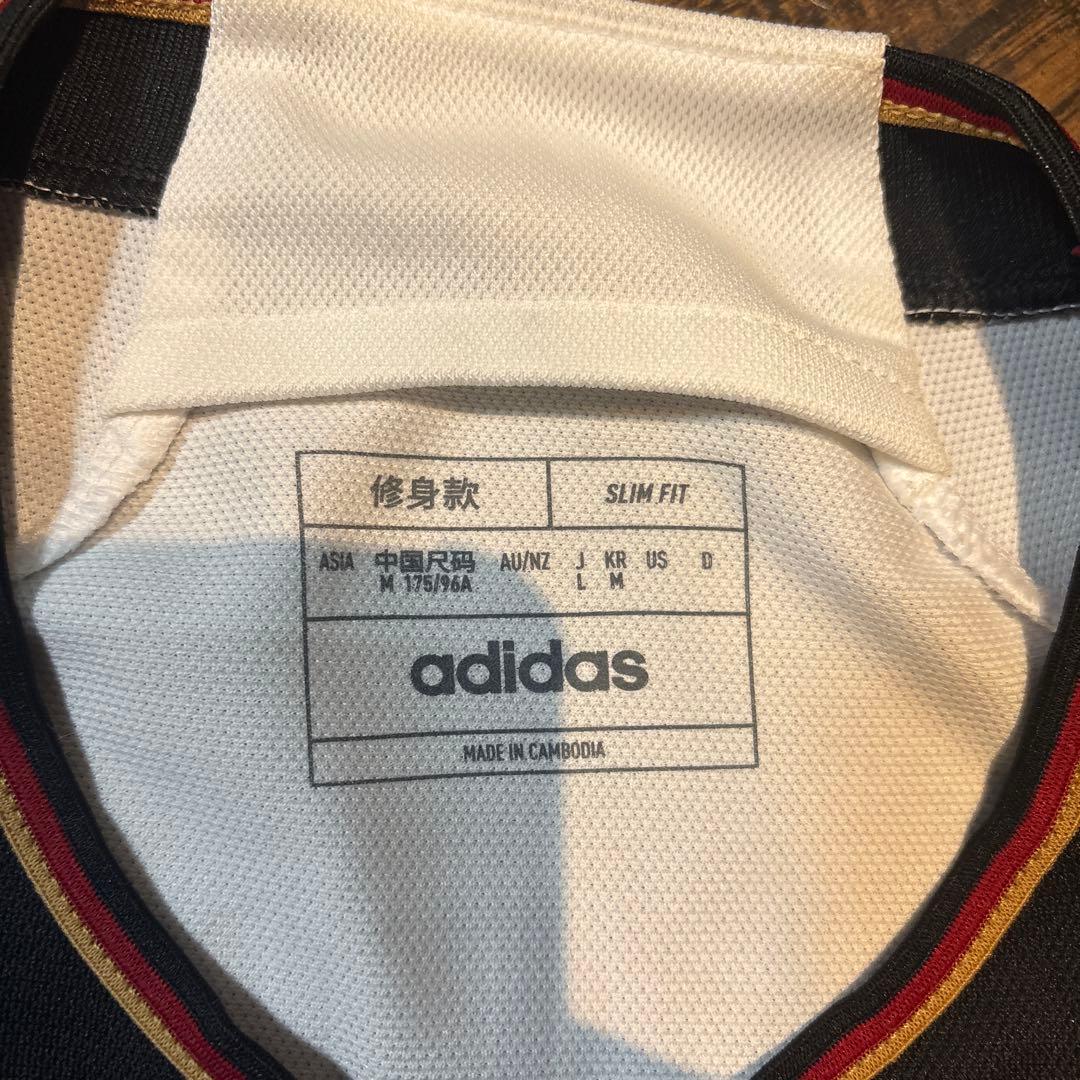 修身款 SLIM FIT
ASIA 中国尺码 AU/NZ J KR US D
M 175/96A L M
adidas
MADE IN CAMBODIA